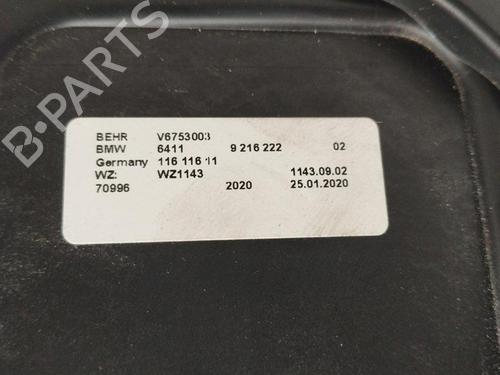 BEHR V6753003
BMW 6411 9 216 222 02
Germany 116 116 11
WZ: WZ1143 1143.09.02
70996 2020 25.01.2020
BPARTS